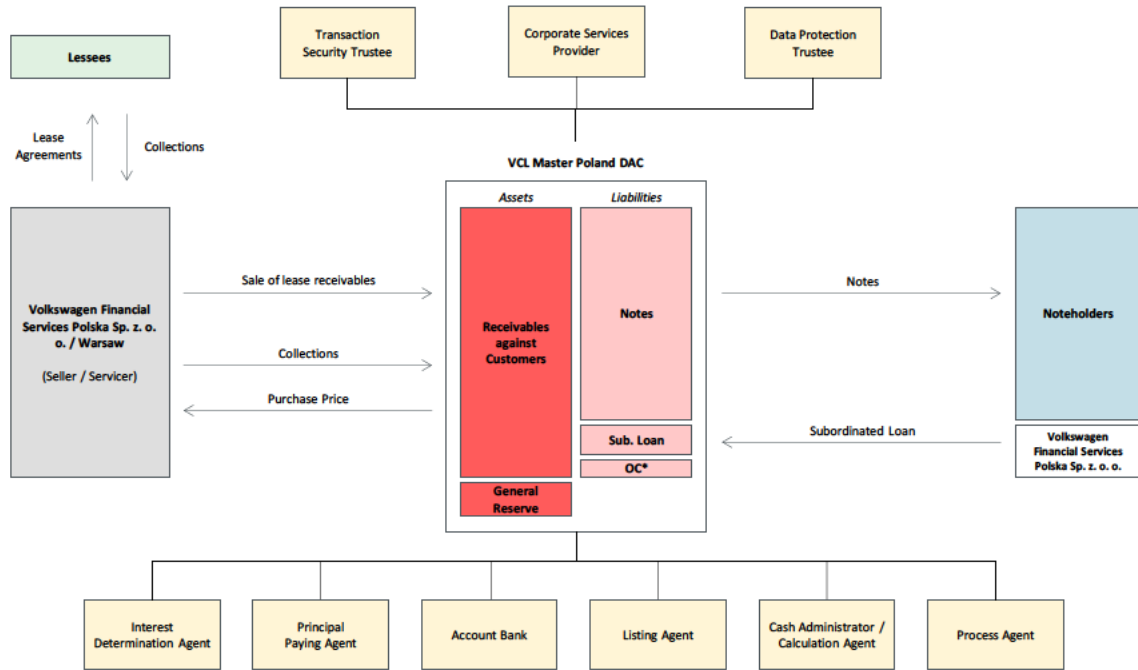 Transaction
Security Trustee
Corporate Services
Provider
Data Protection
Trustee
Lessees
Lease
Agreements
Collections
VCL Master Poland DAC
Assets
Liabilities
Volkswagen Financial
Services Polska Sp. z. o.
o. / Warsaw
(Seller / Servicer)
Sale of lease receivables
Collections
Purchase Price
Receivables
against
Customers
General
Reserve
Notes
Sub. Loan
OC*
Notes
Subordinated Loan
Noteholders
Volkswagen
Financial Services
Polska Sp. z. o. o.
Interest
Determination Agent
Principal
Paying Agent
Account Bank
Listing Agent
Cash Administrator /
Calculation Agent
Process Agent